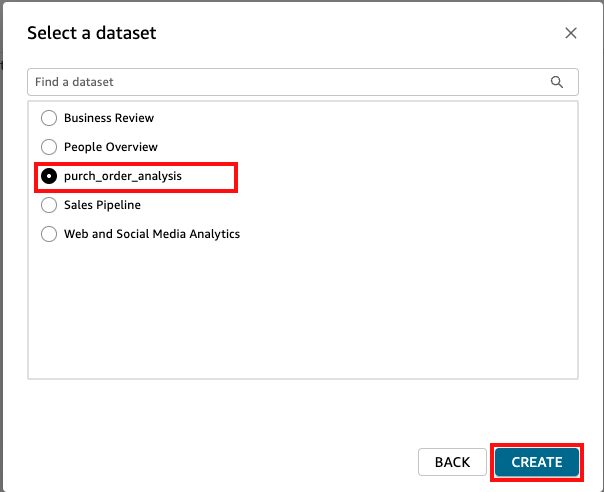 Select a dataset
Find a dataset
Business Review
People Overview
purch_order_analysis
Sales Pipeline
Web and Social Media Analytics
BACK
CREATE